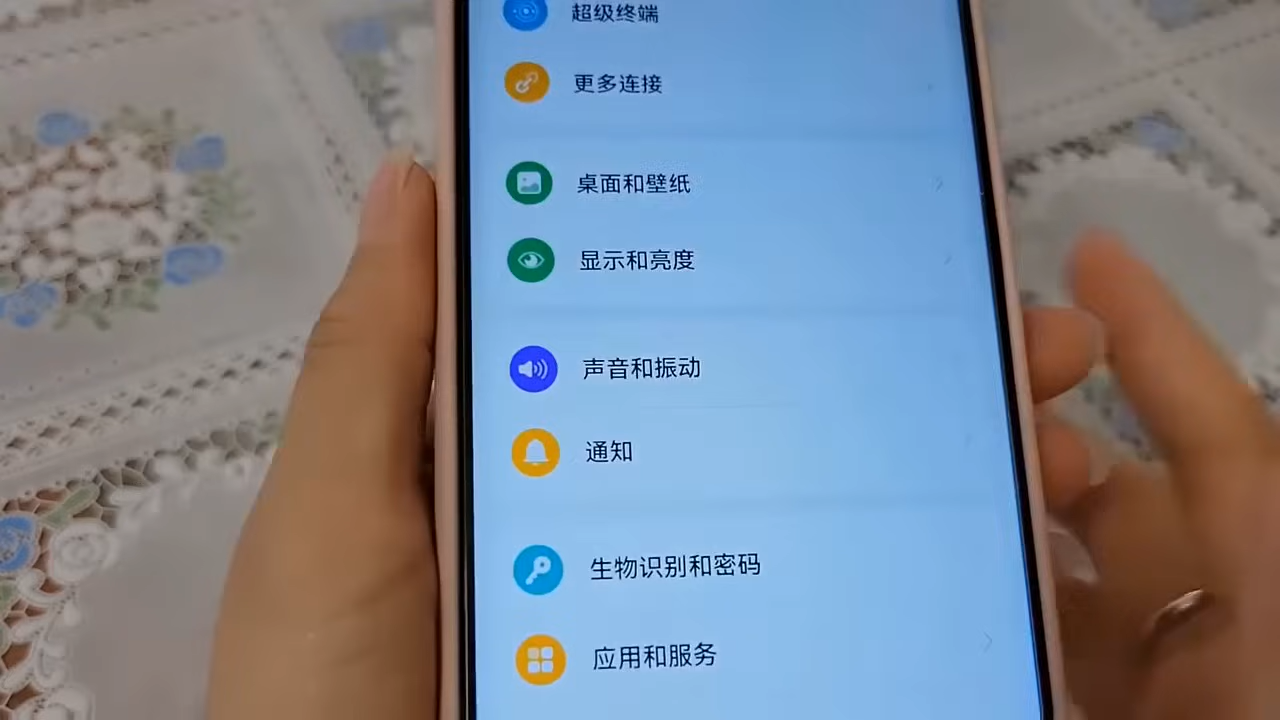 超级终端
更多连接
桌面和壁纸
显示和亮度
声音和振动
通知
生物识别和密码
应用和服务